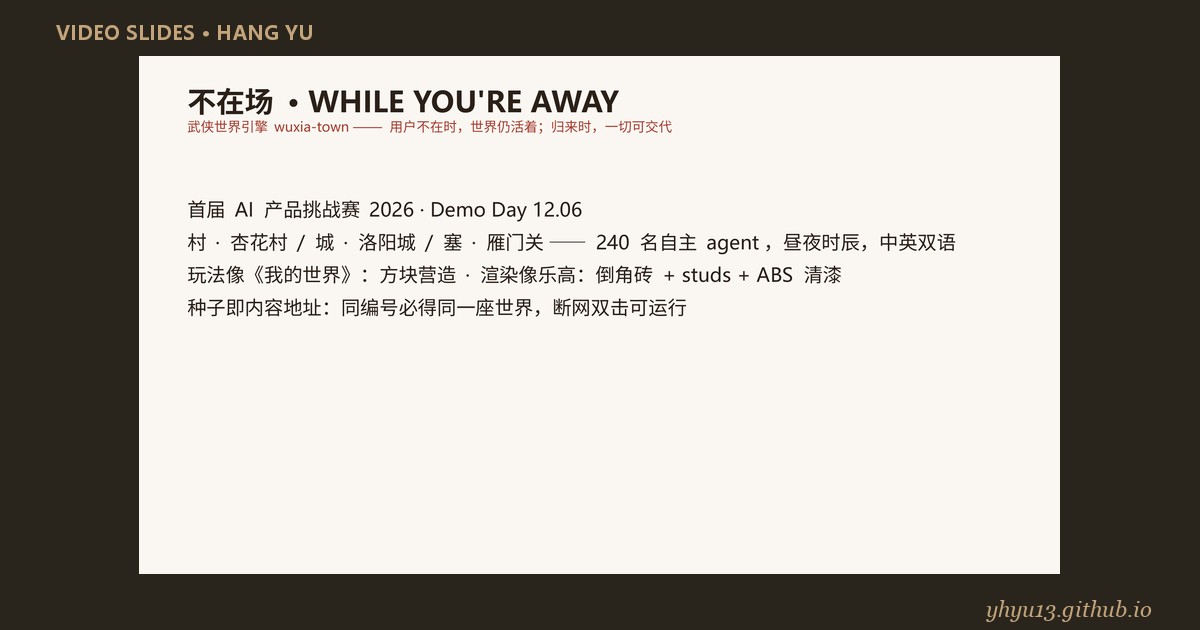 VIDEO SLIDES • HANG YU
不在场 • WHILE YOU'RE AWAY
武侠世界引擎 wuxia-town —— 用户不在时，世界仍活着；归来时，一切可交代
首届 AI 产品挑战赛 2026 · Demo Day 12.06
村 · 杏花村 / 城 · 洛阳城 / 塞 · 雁门关 —— 240 名自主 agent，昼夜时辰，中英双语
玩法像《我的世界》：方块营造 · 渲染像乐高：倒角砖 + studs + ABS 清漆
种子即内容地址：同编号必得同一座世界，断网双击可运行
yhyu13.github.io